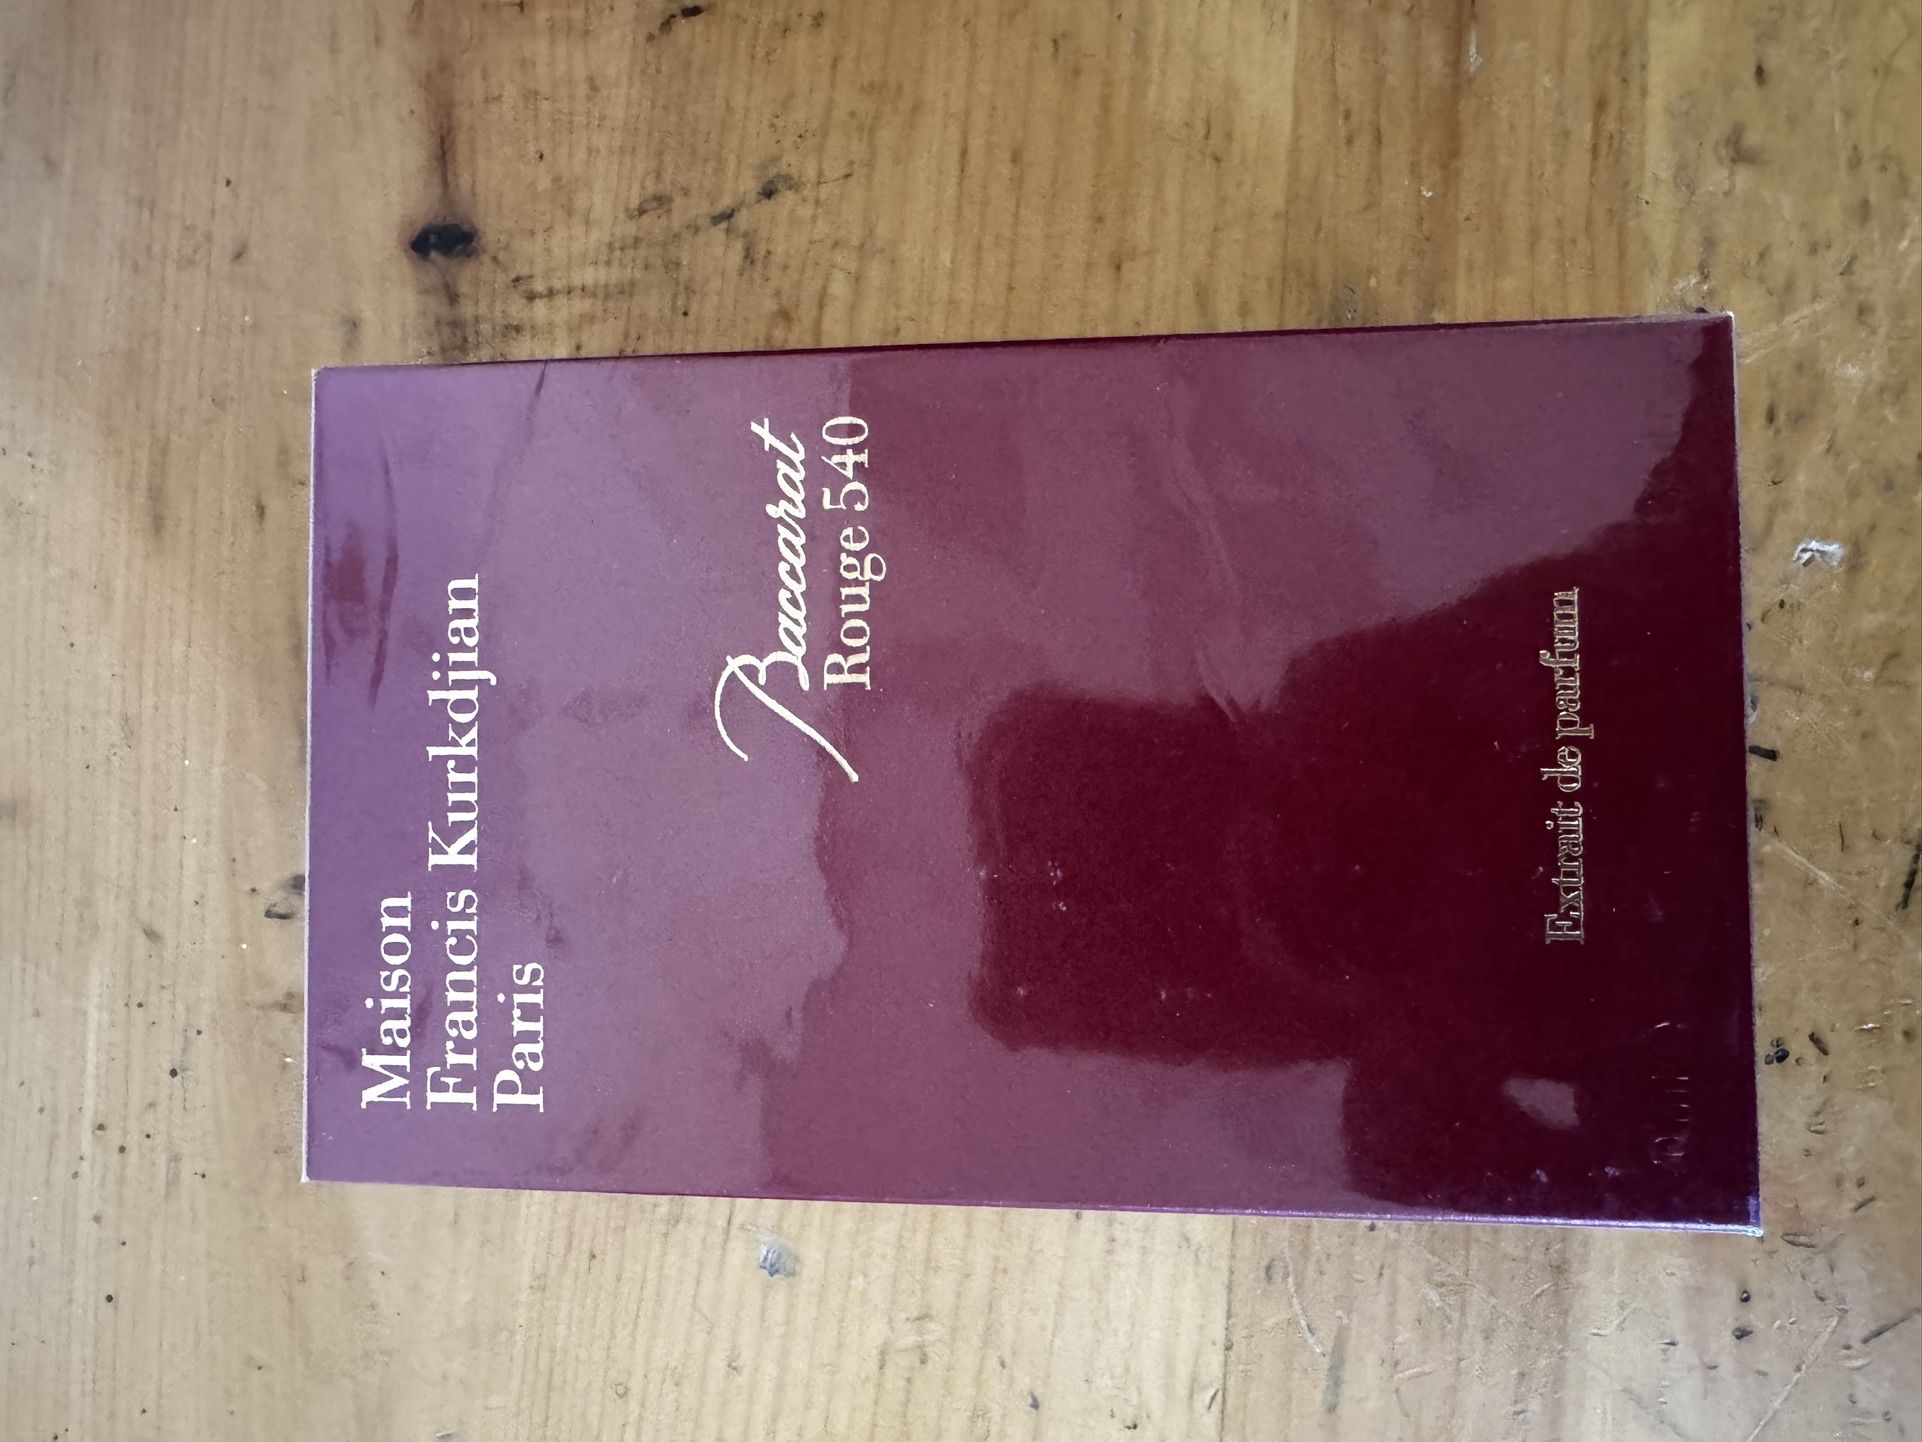 Maison
Francis Kurkdjian
Paris
Baccarat
Rouge 540
Extrait de parfum